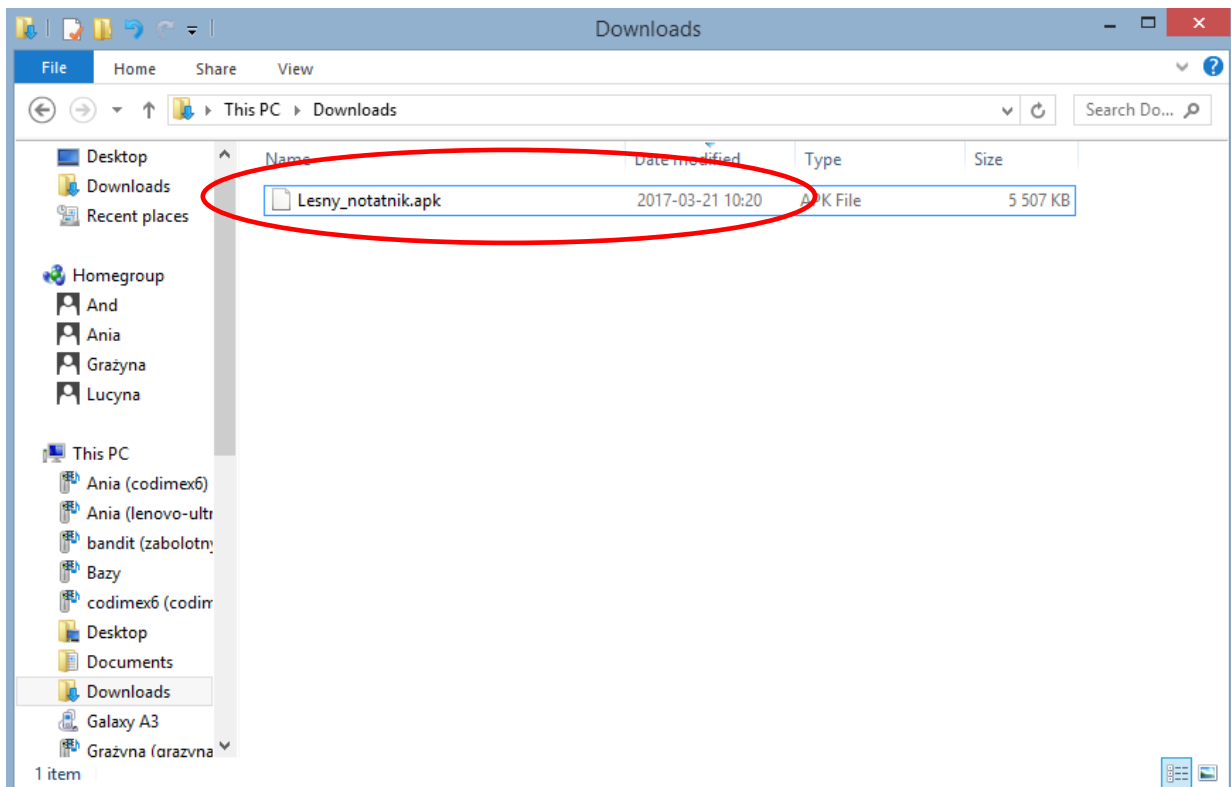 Downloads
File Home Share View
This PC Downloads Search Do...
Name Date modified Type Size
Lesny_notatnik.apk 2017-03-21 10:20 APK File 5 507 KB
Desktop
Downloads
Recent places
Homegroup
And
Ania
Grażyna
Lucyna
This PC
Ania (codimex6)
Ania (lenovo-ultr
bandit (zabolotny
Bazy
codimex6 (codim
Desktop
Documents
Downloads
Galaxy A3
Grażyna (grazyna
1 item